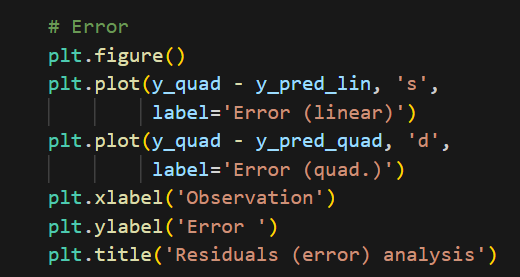 # Error
plt.figure()
plt.plot(y_quad - y_pred_lin, 's',
         label='Error (linear)')
plt.plot(y_quad - y_pred_quad, 'd',
         label='Error (quad.)')
plt.xlabel('Observation')
plt.ylabel('Error ')
plt.title('Residuals (error) analysis')